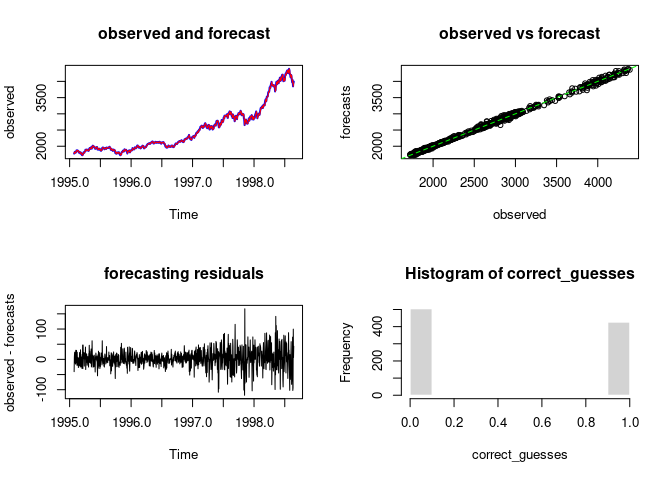 observed and forecast
observed
2000 3500
1995.0 1996.0 1997.0 1998.0
Time
observed vs forecast
forecasts
2000 3500
2000 2500 3000 3500 4000
observed
forecasting residuals
observed - forecasts
-100 0 100
1995.0 1996.0 1997.0 1998.0
Time
Histogram of correct_guesses
Frequency
0 200 400
0.0 0.2 0.4 0.6 0.8 1.0
correct_guesses